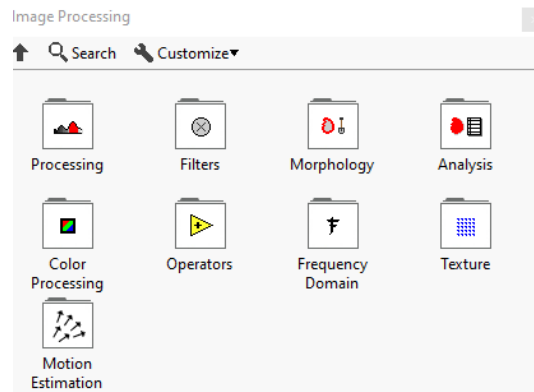 Image Processing
Search Customize▾
Processing Filters Morphology Analysis
Color Processing Operators Frequency Domain Texture
Motion Estimation